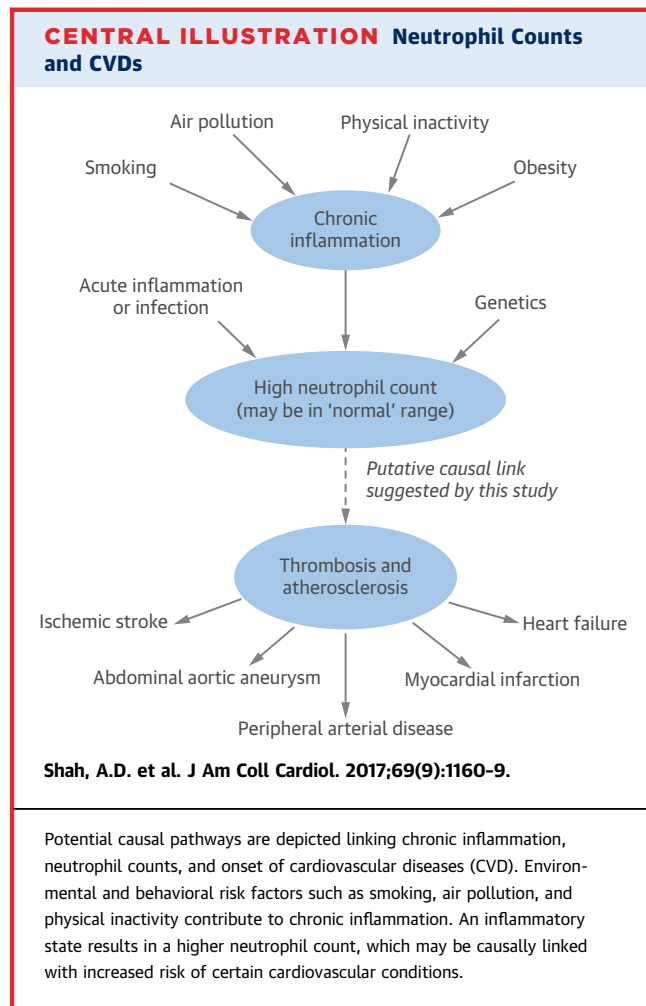 CENTRAL ILLUSTRATION Neutrophil Counts
and CVDs
Air pollution
Physical inactivity
Smoking
Obesity
Chronic
inflammation
Acute inflammation
or infection
Genetics
High neutrophil count
(may be in 'normal' range)
Putative causal link
suggested by this study
Thrombosis and
atherosclerosis
Ischemic stroke
Heart failure
Abdominal aortic aneurysm
Myocardial infarction
Peripheral arterial disease
Shah, A.D. et al. J Am Coll Cardiol. 2017;69(9):1160–9.
Potential causal pathways are depicted linking chronic inflammation,
neutrophil counts, and onset of cardiovascular diseases (CVD). Environ-
mental and behavioral risk factors such as smoking, air pollution, and
physical inactivity contribute to chronic inflammation. An inflammatory
state results in a higher neutrophil count, which may be causally linked
with increased risk of certain cardiovascular conditions.